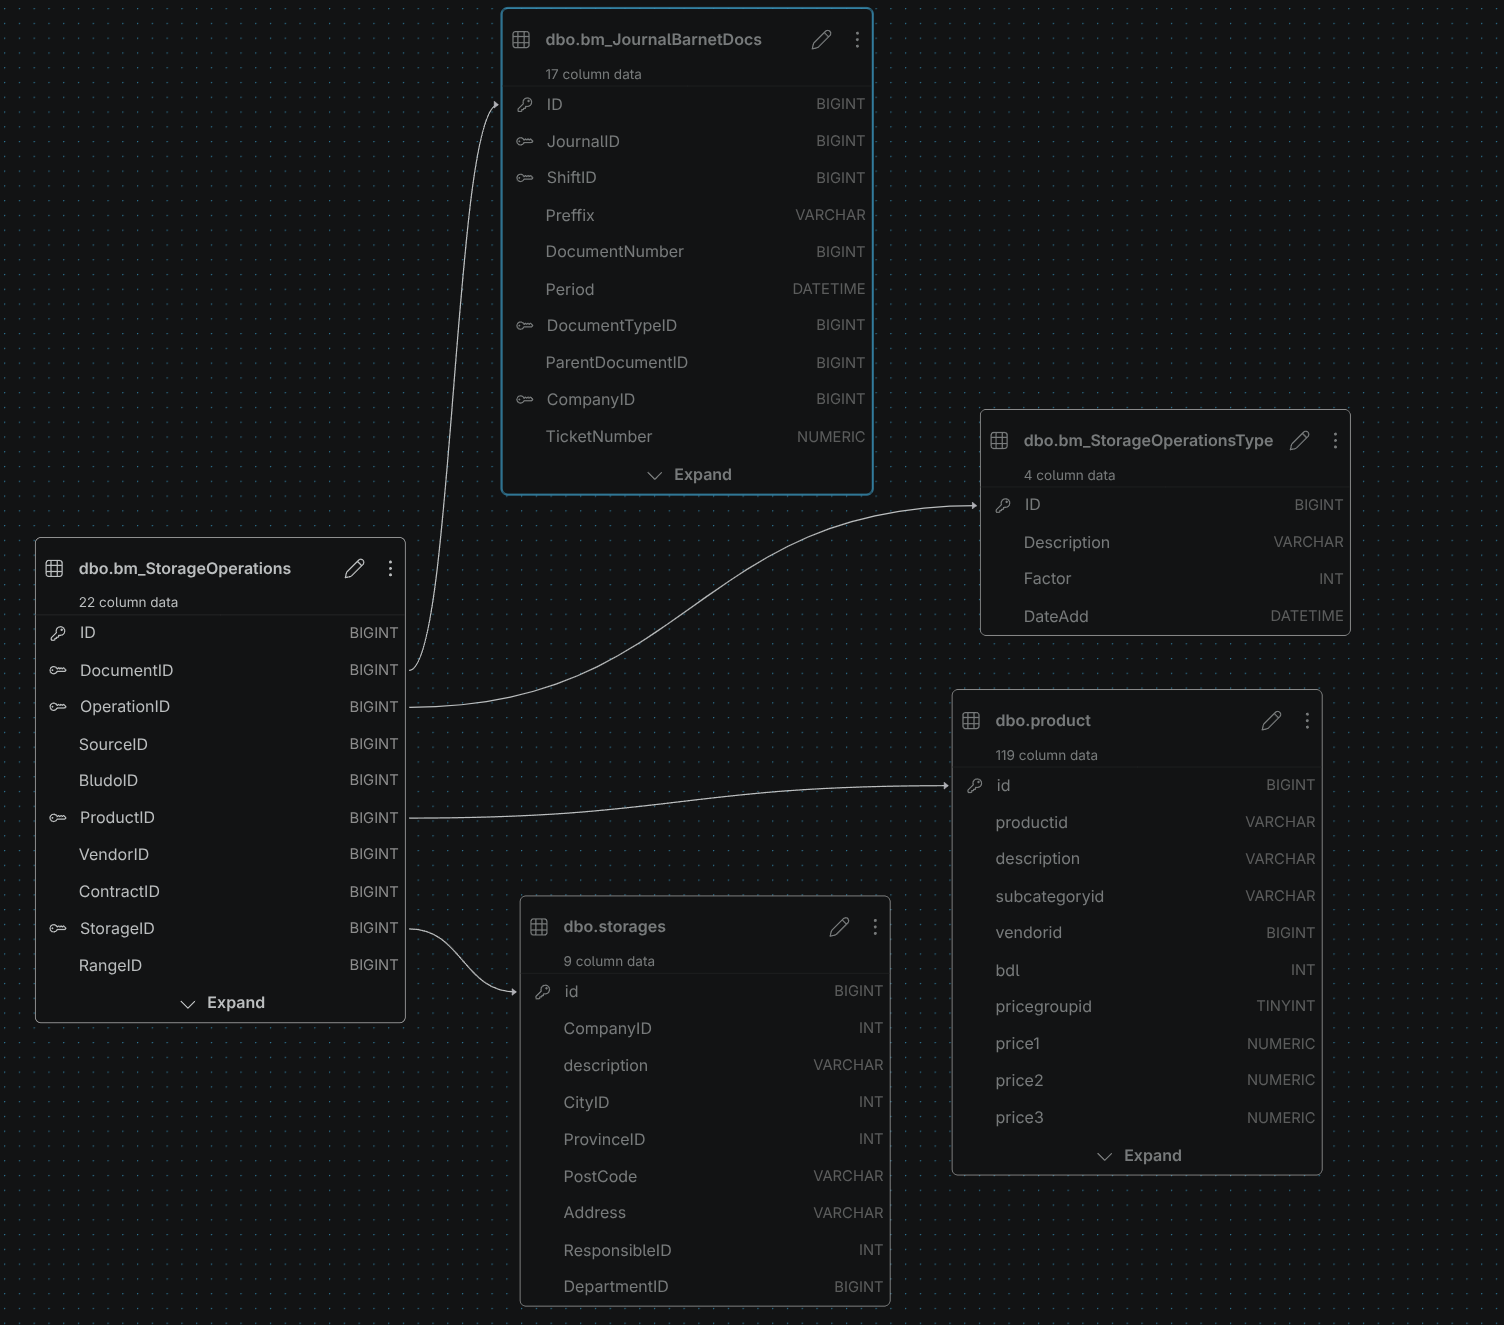 dbo.bm_JournalBarnetDocs
17 column data
ID BIGINT
JournalID BIGINT
ShiftID BIGINT
Preffix VARCHAR
DocumentNumber BIGINT
Period DATETIME
DocumentTypeID BIGINT
ParentDocumentID BIGINT
CompanyID BIGINT
TicketNumber NUMERIC
Expand
dbo.bm_StorageOperationsType
4 column data
ID BIGINT
Description VARCHAR
Factor INT
DateAdd DATETIME
dbo.bm_StorageOperations
22 column data
ID BIGINT
DocumentID BIGINT
OperationID BIGINT
SourceID BIGINT
BludoID BIGINT
ProductID BIGINT
VendorID BIGINT
ContractID BIGINT
StorageID BIGINT
RangeID BIGINT
Expand
dbo.product
119 column data
id BIGINT
productid VARCHAR
description VARCHAR
subcategoryid VARCHAR
vendorid BIGINT
bdl INT
pricegroupid TINYINT
price1 NUMERIC
price2 NUMERIC
price3 NUMERIC
Expand
dbo.storages
9 column data
id BIGINT
CompanyID INT
description VARCHAR
CityID INT
ProvinceID INT
PostCode VARCHAR
Address VARCHAR
ResponsibleID INT
DepartmentID BIGINT